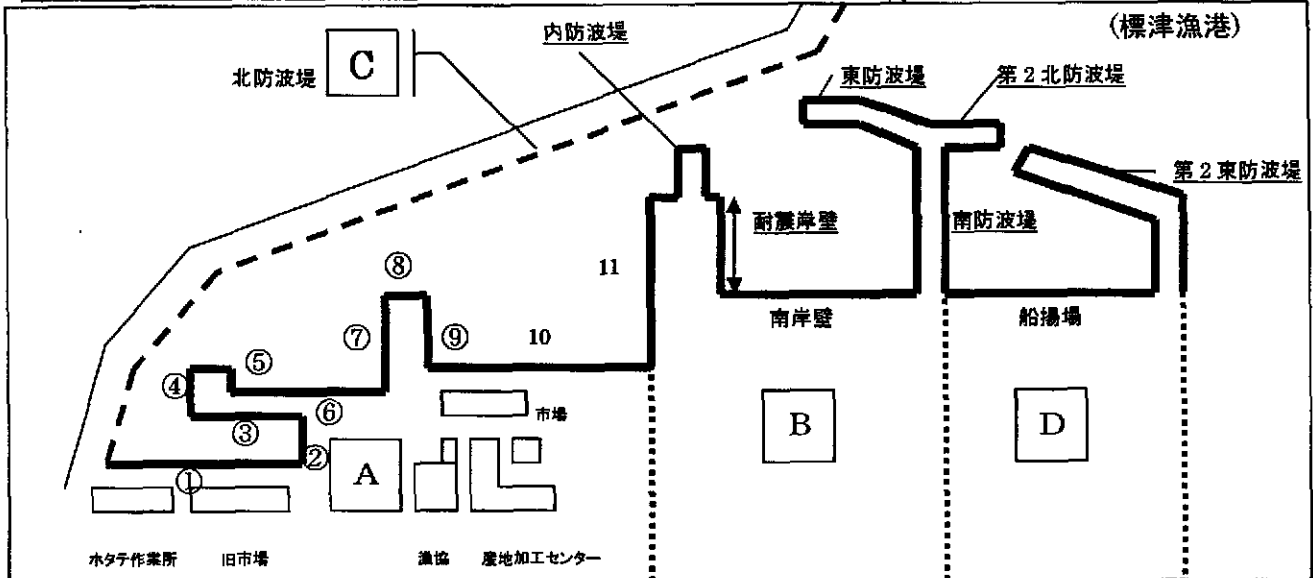 (標津漁港)
内防波堤
北防波堤
C
東防波堤
第2北防波堤
第2東防波堤
耐震岸壁
南防波堤
⑧
11
南岸壁
船揚場
⑦
⑨
10
⑤
④
⑥
市場
③
②
B
D
A
①
ホタテ作業所
旧市場
漁協
産地加工センター